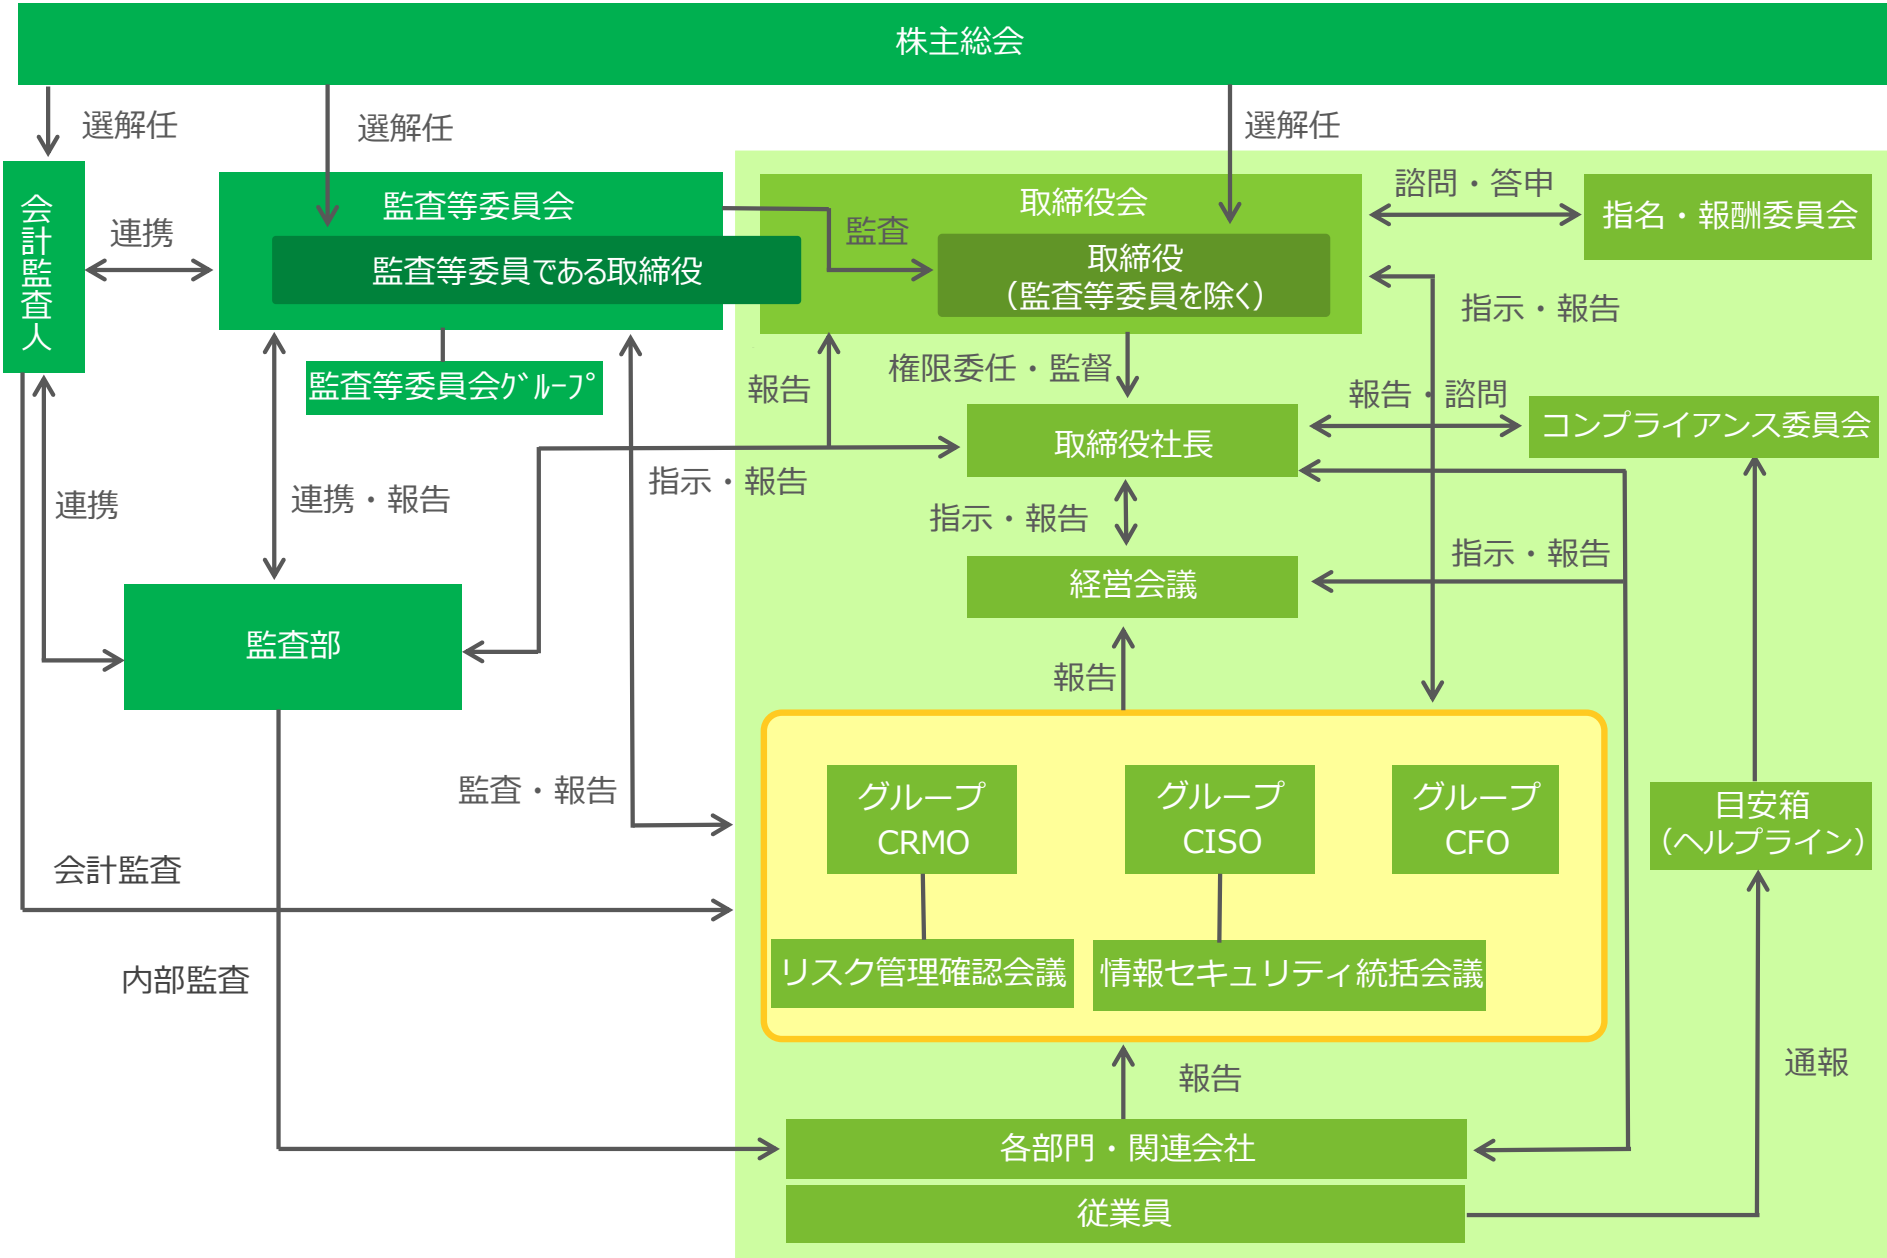 株主総会
選解任
選解任
選解任
会計監査人
連携
監査等委員会
監査等委員である取締役
監査等委員会ｸﾞﾙｰﾌﾟ
監査
取締役会
取締役
（監査等委員を除く）
諮問・答申
指名・報酬委員会
指示・報告
権限委任・監督
報告
報告・諮問
コンプライアンス委員会
取締役社長
指示・報告
連携
連携・報告
指示・報告
指示・報告
経営会議
監査部
報告
監査・報告
グループ
CRMO
グループ
CISO
グループ
CFO
目安箱
（ヘルプライン）
会計監査
内部監査
リスク管理確認会議
情報セキュリティ統括会議
報告
通報
各部門・関連会社
従業員